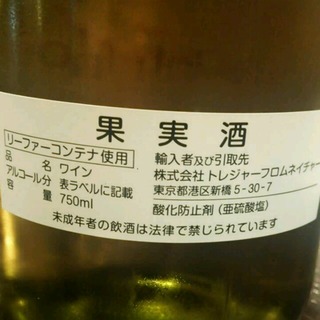 果実酒
リーファーコンテナ使用
品名 ワイン
アルコール分 表ラベルに記載
容量 750ml
輸入者及び引取先
株式会社トレジャーフロムネイチャー
東京都港区新橋5-30-7
酸化防止剤(亜硫酸塩)
未成年者の飲酒は法律で禁じられています